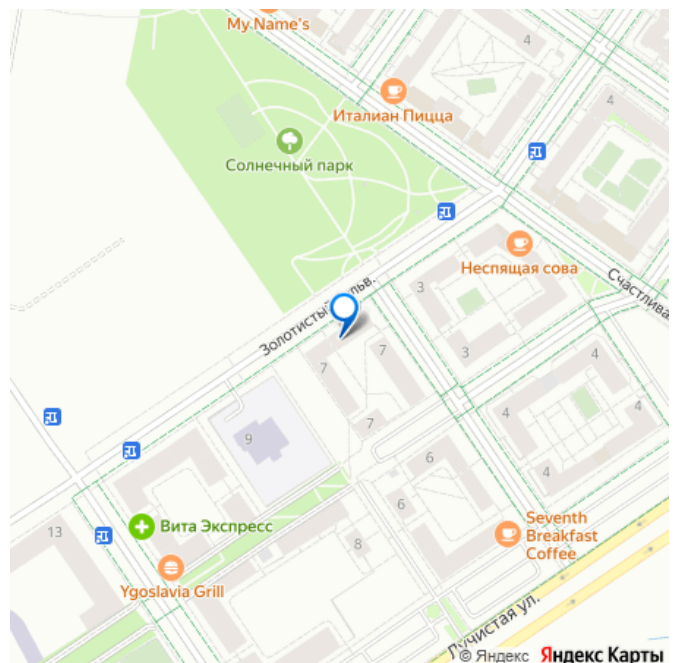 My Name's
4
Италиан Пицца
4
Солнечный парк
Неспящая сова
3
Счастлива
Золотистый бульв.
7
7
3
4
7
4
4
9
7
6
4
6
13
Вита Экспресс
8
Seventh
Breakfast
Coffee
Ygoslavia Grill
Лучистая ул.
© Яндекс Яндекс Карты